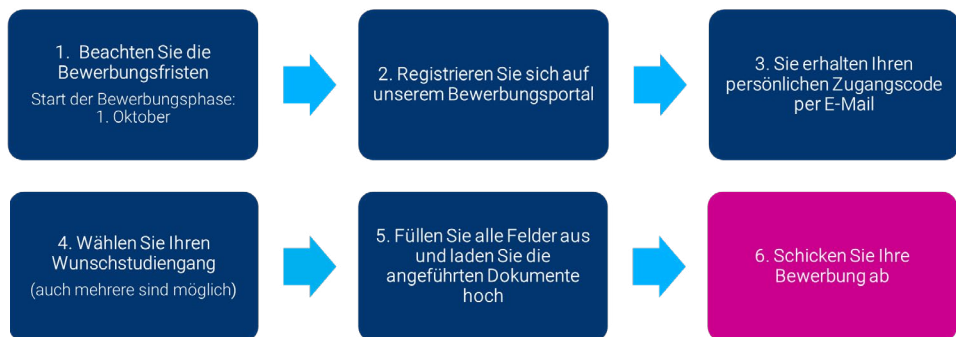 1. Beachten Sie die
Bewerbungsfristen
Start der Bewerbungsphase:
1. Oktober
2. Registrieren Sie sich auf
unserem Bewerbungsportal
3. Sie erhalten Ihren
persönlichen Zugangscode
per E-Mail
4. Wählen Sie Ihren
Wunschstudiengang
(auch mehrere sind möglich)
5. Füllen Sie alle Felder aus
und laden Sie die
angeführten Dokumente
hoch
6. Schicken Sie Ihre
Bewerbung ab